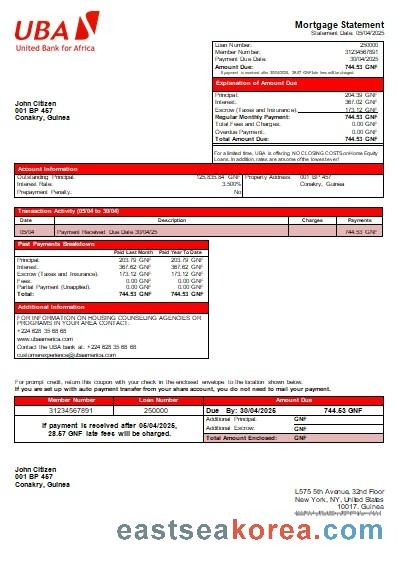 UBA
United Bank for Africa
Mortgage Statement
Statement Date: 05/04/2025
Loan Number: 250000
Member Number: 31234567891
Payment Due Date: 30/04/2025
Amount Due: 744.53 GNF
If payment is received after 30/04/2025, 28.57 GNF late fees will be charged.
Explanation of Amount Due
Principal: 204.39 GNF
Interest: 367.02 GNF
Escrow (Taxes and Insurance): 173.12 GNF
Regular Monthly Payment: 744.53 GNF
Total Fees and Charges: 0.00 GNF
Overdue Payment: 0.00 GNF
Total Amount Due: 744.53 GNF
For a limited time, UBA is offering NO CLOSING COSTS on Home Equity
Loans. In addition, rates are at some of the lowest ever!
John Citizen
001 BP 457
Conakry, Guinea
Account Information
Outstanding Principal: 125,835.84 GNF Property Address: 001 BP 457
Interest Rate: 3.500% Conakry, Guinea
Prepayment Penalty: No
Transaction Activity (05/04 to 30/04)
Date Description Charges Payments
05/04 Payment Received Due Date 30/04/25 744.53 GNF
Past Payments Breakdown
Paid Last Month Paid Year To Date
Principal: 203.79 GNF 203.79 GNF
Interest: 367.62 GNF 367.62 GNF
Escrow (Taxes and Insurance): 173.12 GNF 173.12 GNF
Fees: 0.00 GNF 0.00 GNF
Partial Payment (Unapplied): 0.00 GNF 0.00 GNF
Total: 744.53 GNF 744.53 GNF
Additional Information
FOR INFORMATION ON HOUSING COUNSELING AGENCIES OR
PROGRAMS IN YOUR AREA CONTACT:
+224 628 35 68 68
www.ubaamerica.com
Contact the UBA bank at: +224 628 35 68 68
customerexperience@ubaamerica.com
For prompt credit, return this coupon with your check in the enclosed envelope to the location shown below.
If you are set up with auto payment transfer from your share account, you do not need to mail your payment.
Member Number Loan Number Amount Due
31234567891 250000 Due By: 30/04/2025 744.53 GNF
If payment is received after 05/04/2025,
28.57 GNF late fees will be charged.
Additional Principal: GNF
Additional Escrow: GNF
Total Amount Enclosed: GNF
John Citizen
001 BP 457
Conakry, Guinea
L575 5th Avenue, 32nd Floor
New York, NY, United States
10017. Guinea
eastseakorea.com